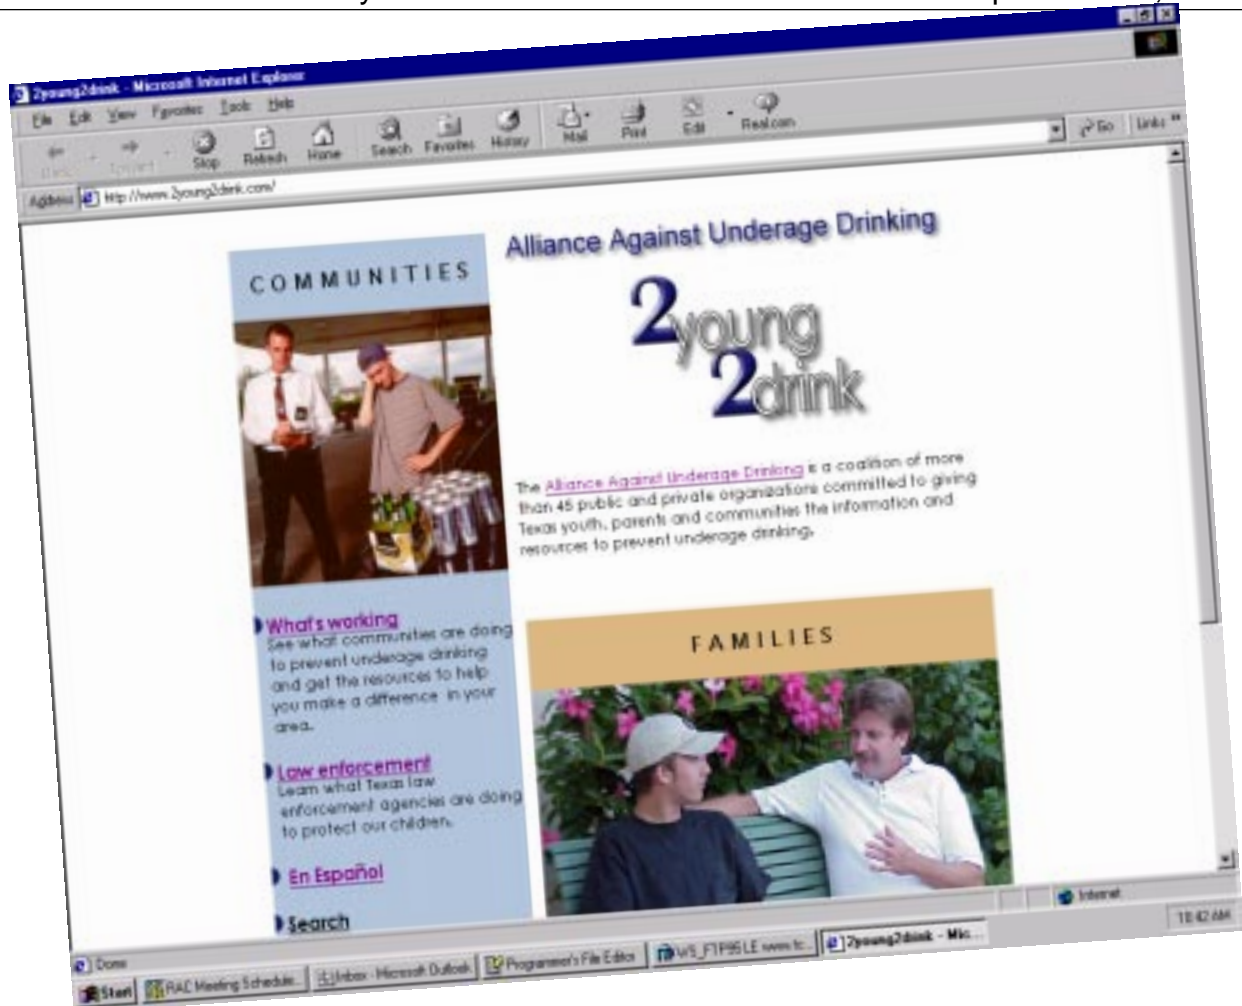 2young2drink - Microsoft Internet Explorer
File Edit View Favorites Tools Help
Stop Refresh Home Search Favorites History Mail Print Edit Real.com
Address http://www.2young2drink.com/ Go Links »
COMMUNITIES
Alliance Against Underage Drinking
2young
2drink
The Alliance Against Underage Drinking is a coalition of more
than 45 public and private organizations committed to giving
Texas youth, parents and communities the information and
resources to prevent underage drinking.
What's working
See what communities are doing
to prevent underage drinking
and get the resources to help
you make a difference in your
area.
Law enforcement
Learn what Texas law
enforcement agencies are doing
to protect our children.
En Español
Search
FAMILIES
Done
Internet
Start RAC Meeting Schedule... Inbox - Microsoft Outlook Programmer's File Editor WS_FTP95 LE 2young2drink - Mic...
10:42 AM